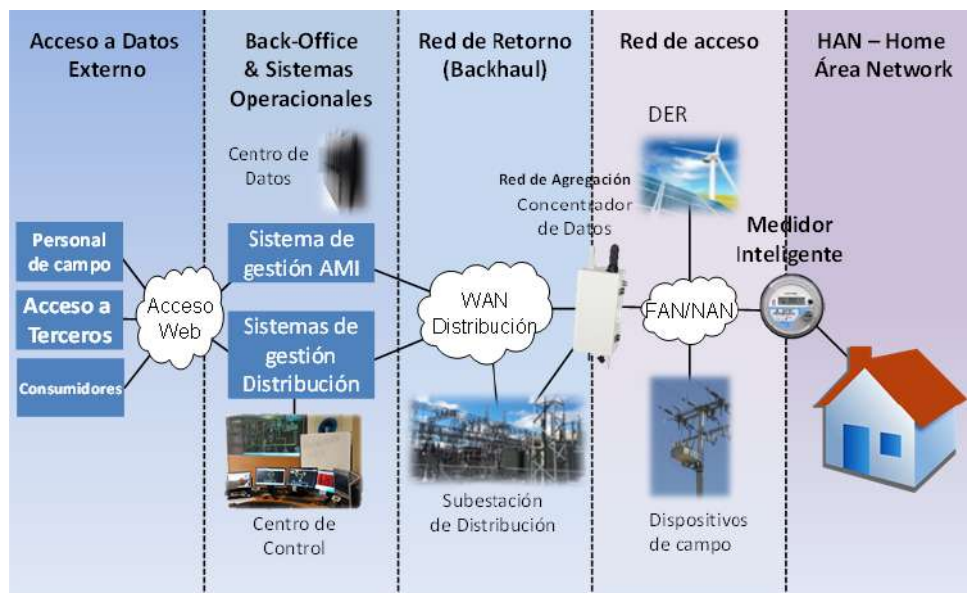 Acceso a Datos
Externo
Back-Office
& Sistemas
Operacionales
Red de Retorno
(Backhaul)
Red de acceso
HAN – Home
Área Network
Centro de
Datos
DER
Red de Agregación
Concentrador
de Datos
Medidor
Inteligente
Personal
de campo
Acceso a
Terceros
Consumidores
Acceso
Web
Sistema de
gestión AMI
Sistemas de
gestión
Distribución
WAN
Distribución
FAN/NAN
Centro de
Control
Subestación
de Distribución
Dispositivos
de campo